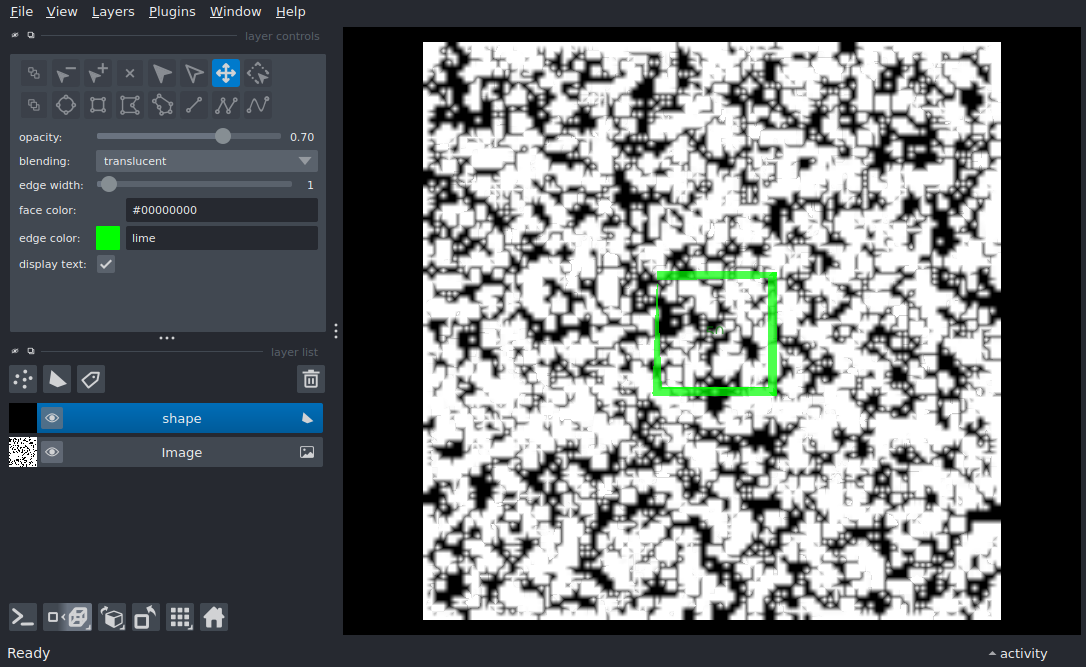 File View Layers Plugins Window Help
layer controls
opacity: 0.70
blending: translucent
edge width: 1
face color: #00000000
edge color: lime
display text:
layer list
shape
Image
Ready
activity